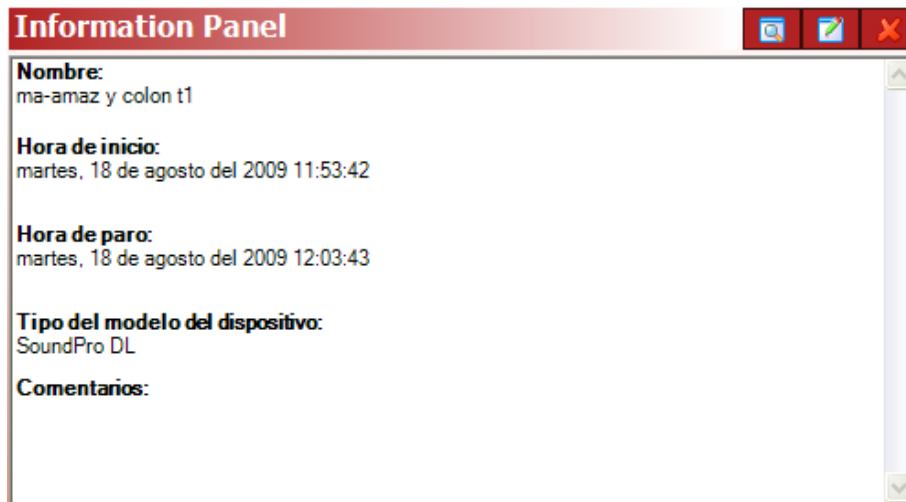 Information Panel
Nombre:
ma-amaz y colon t1
Hora de inicio:
martes, 18 de agosto del 2009 11:53:42
Hora de paro:
martes, 18 de agosto del 2009 12:03:43
Tipo del modelo del dispositivo:
SoundPro DL
Comentarios: